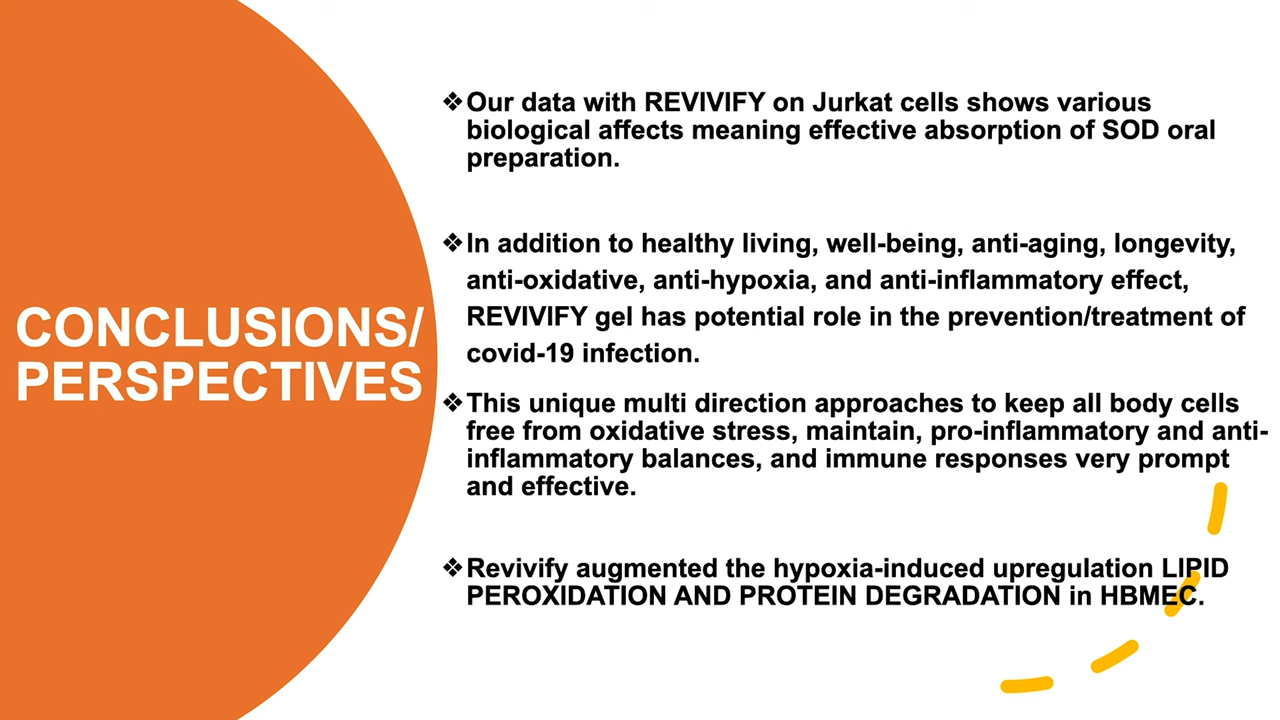 CONCLUSIONS/
PERSPECTIVES
❖Our data with REVIVIFY on Jurkat cells shows various
biological affects meaning effective absorption of SOD oral
preparation.
❖In addition to healthy living, well-being, anti-aging, longevity,
anti-oxidative, anti-hypoxia, and anti-inflammatory effect,
REVIVIFY gel has potential role in the prevention/treatment of
covid-19 infection.
❖This unique multi direction approaches to keep all body cells
free from oxidative stress, maintain, pro-inflammatory and anti-
inflammatory balances, and immune responses very prompt
and effective.
❖Revivify augmented the hypoxia-induced upregulation LIPID
PEROXIDATION AND PROTEIN DEGRADATION in HBMEC.